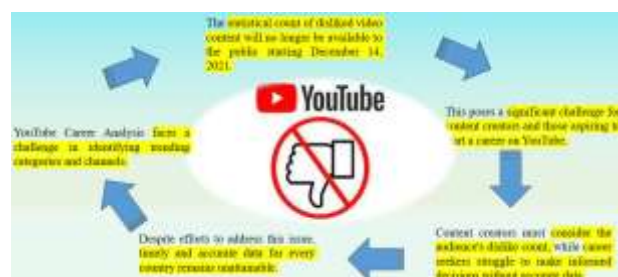 The statistical count of disliked video
content will no longer be available to
the public starting December 14,
2021.
YouTube
This poses a significant challenge for
content creators and those aspiring to
art a career on YouTube.
Content creators must consider the
audience's dislike count, while career
seekers struggle to make informed
decisions without accurate data.
Despite efforts to address this issue,
timely and accurate data for every
country remains unattainable.
YouTube Career Analysis faces a
challenge in identifying trending
categories and channels.